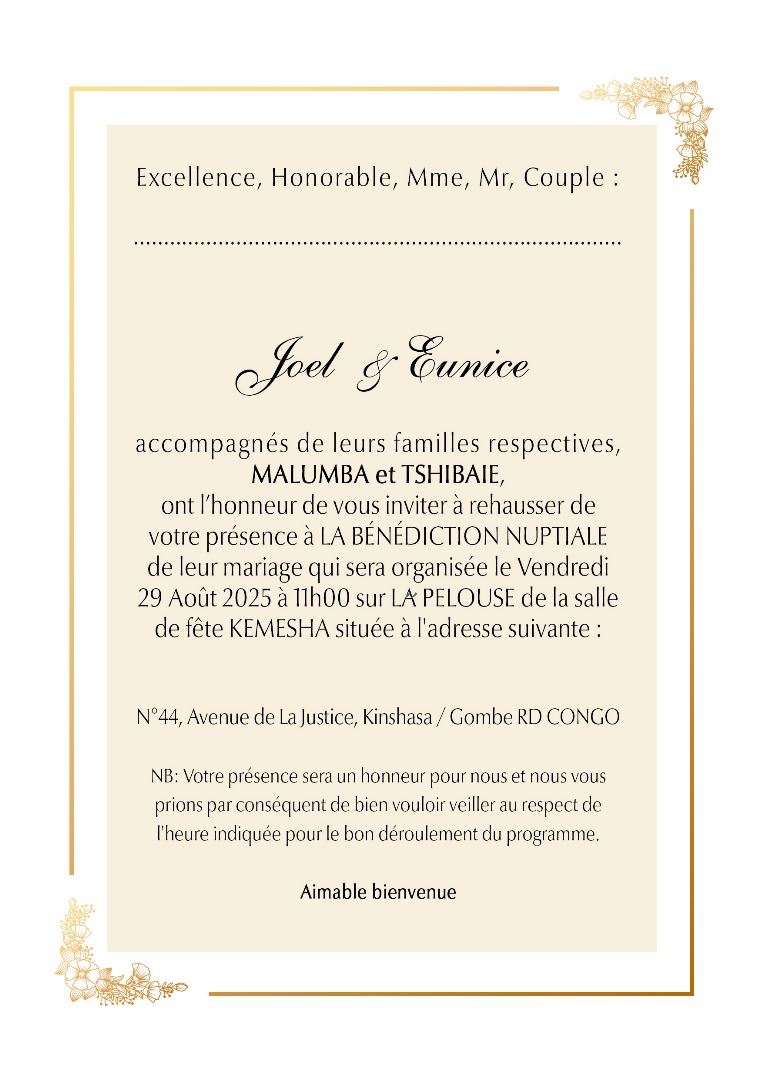 Excellence, Honorable, Mme, Mr, Couple :
................................................................................
Joel & Eunice
accompagnés de leurs familles respectives,
MALUMBA et TSHIBAIE,
ont l’honneur de vous inviter à rehausser de
votre présence à LA BÉNÉDICTION NUPTIALE
de leur mariage qui sera organisée le Vendredi
29 Août 2025 à 11h00 sur LA PELOUSE de la salle
de fête KEMESHA située à l'adresse suivante :
N°44, Avenue de La Justice, Kinshasa / Gombe RD CONGO
NB: Votre présence sera un honneur pour nous et nous vous
prions par conséquent de bien vouloir veiller au respect de
l'heure indiquée pour le bon déroulement du programme.
Aimable bienvenue